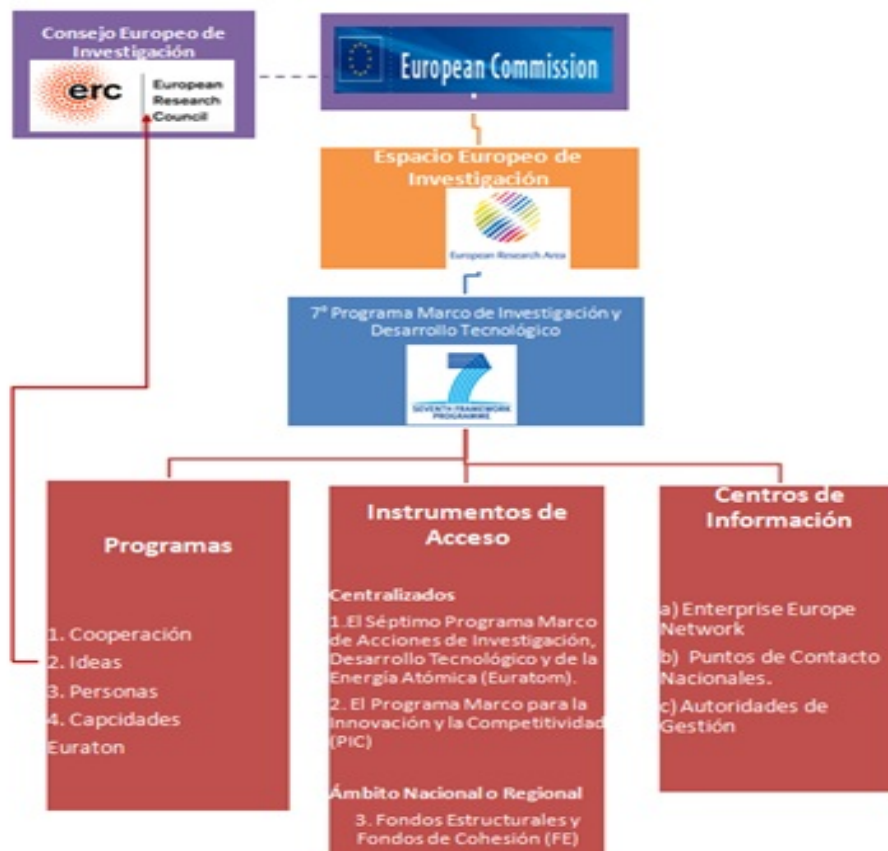 Consejo Europeo de
Investigación
erc
European
Research
Council
European Commission
Espacio Europeo de
Investigación
European Research Area
7º Programa Marco de Investigación y
Desarrollo Tecnológico
7
SEVENTH FRAMEWORK
PROGRAMME
Programas
1. Cooperación
2. Ideas
3. Personas
4. Capcidades
Euraton
Instrumentos de
Acceso
Centralizados
1.El Séptimo Programa Marco
de Acciones de Investigación,
Desarrollo Tecnológico y de la
Energía Atómica (Euratom).
2. El Programa Marco para la
Innovación y la Competitividad
(PIC)
Ámbito Nacional o Regional
3. Fondos Estructurales y
Fondos de Cohesión (FE)
Centros de
Información
a) Enterprise Europe
Network
b) Puntos de Contacto
Nacionales.
c) Autoridades de
Gestión